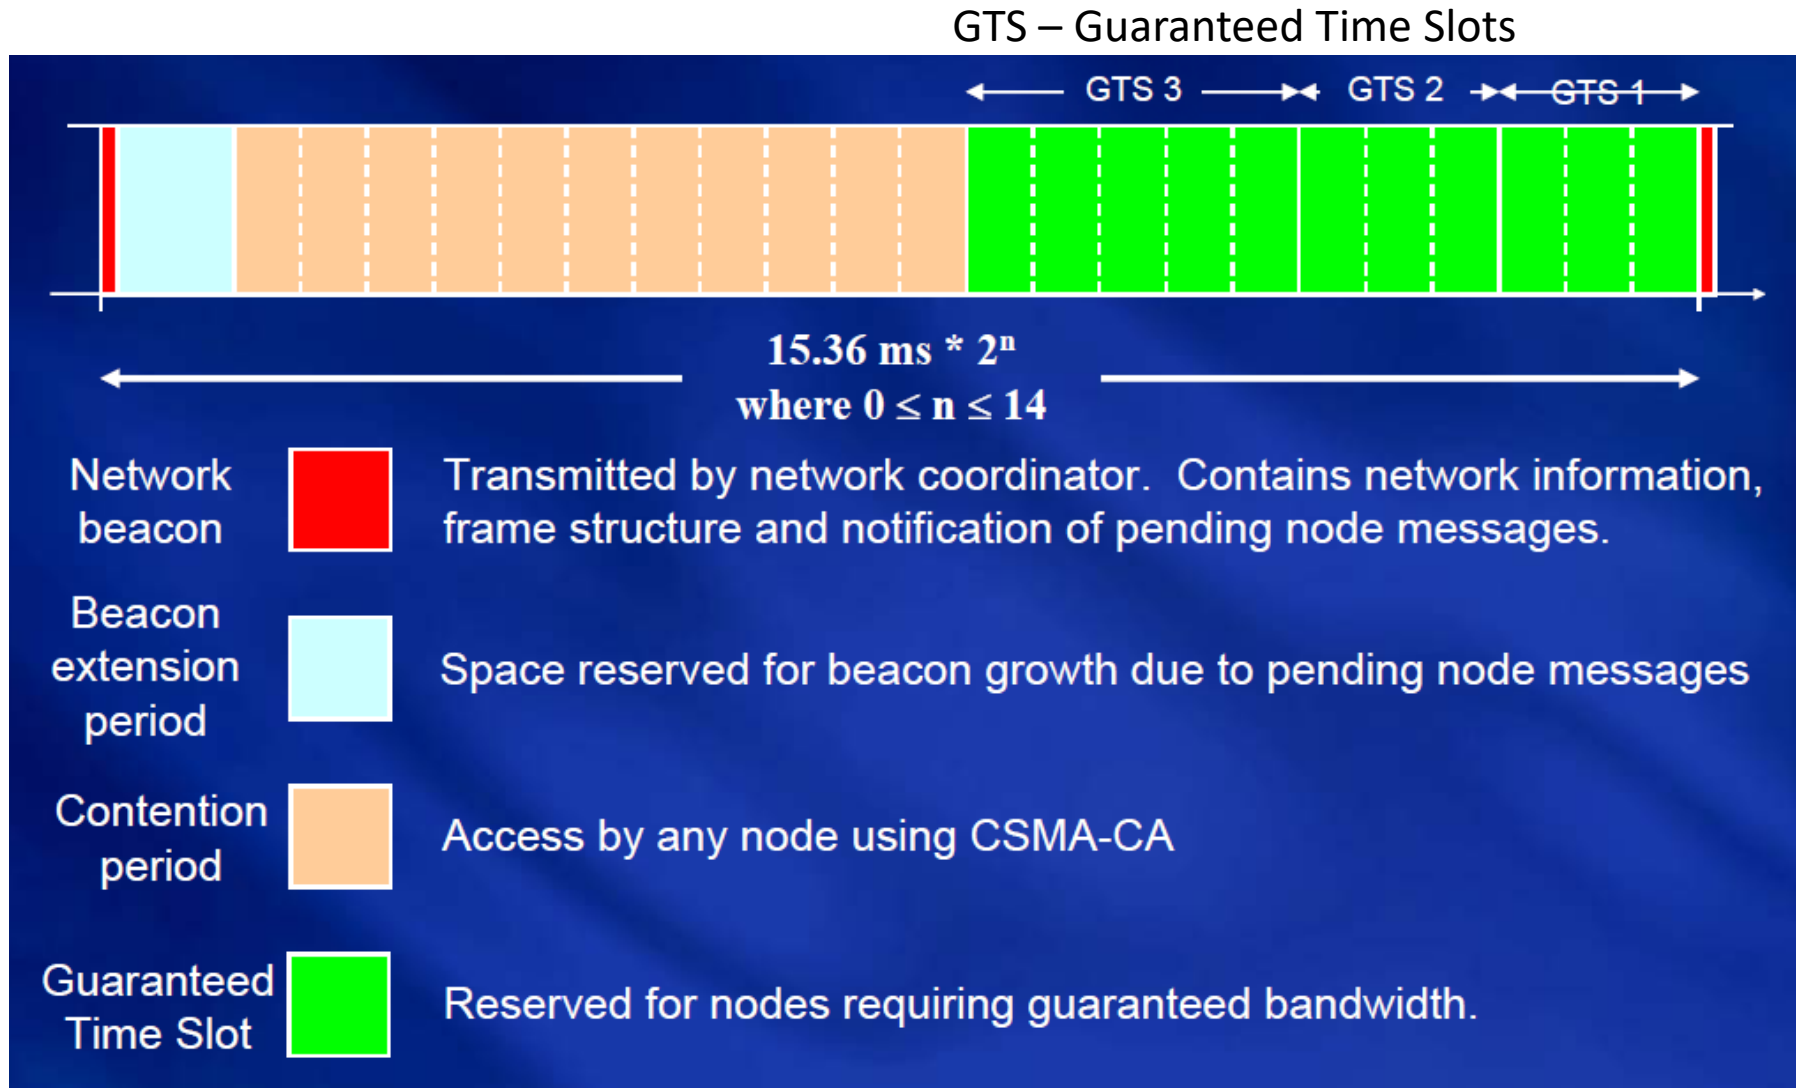 GTS – Guaranteed Time Slots
GTS 3 GTS 2 GTS 1
15.36 ms * 2ⁿ
where 0 ≤ n ≤ 14
Network
beacon
Transmitted by network coordinator. Contains network information,
frame structure and notification of pending node messages.
Beacon
extension
period
Space reserved for beacon growth due to pending node messages
Contention
period
Access by any node using CSMA-CA
Guaranteed
Time Slot
Reserved for nodes requiring guaranteed bandwidth.